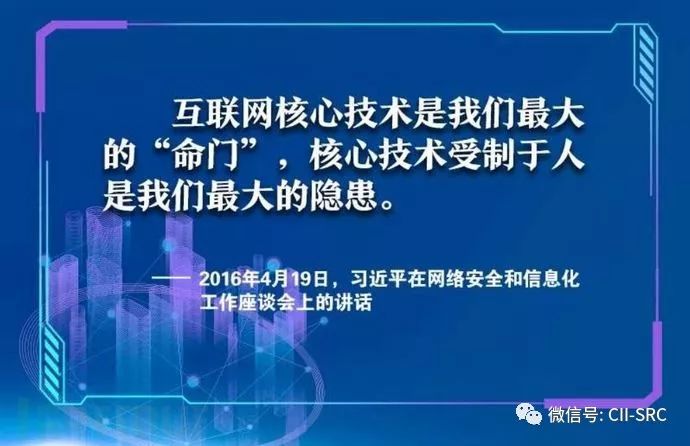 互联网核心技术是我们最大
的“命门”，核心技术受制于人
是我们最大的隐患。
—— 2016年4月19日，习近平在网络安全和信息化
工作座谈会上的讲话
微信号: CII-SRC